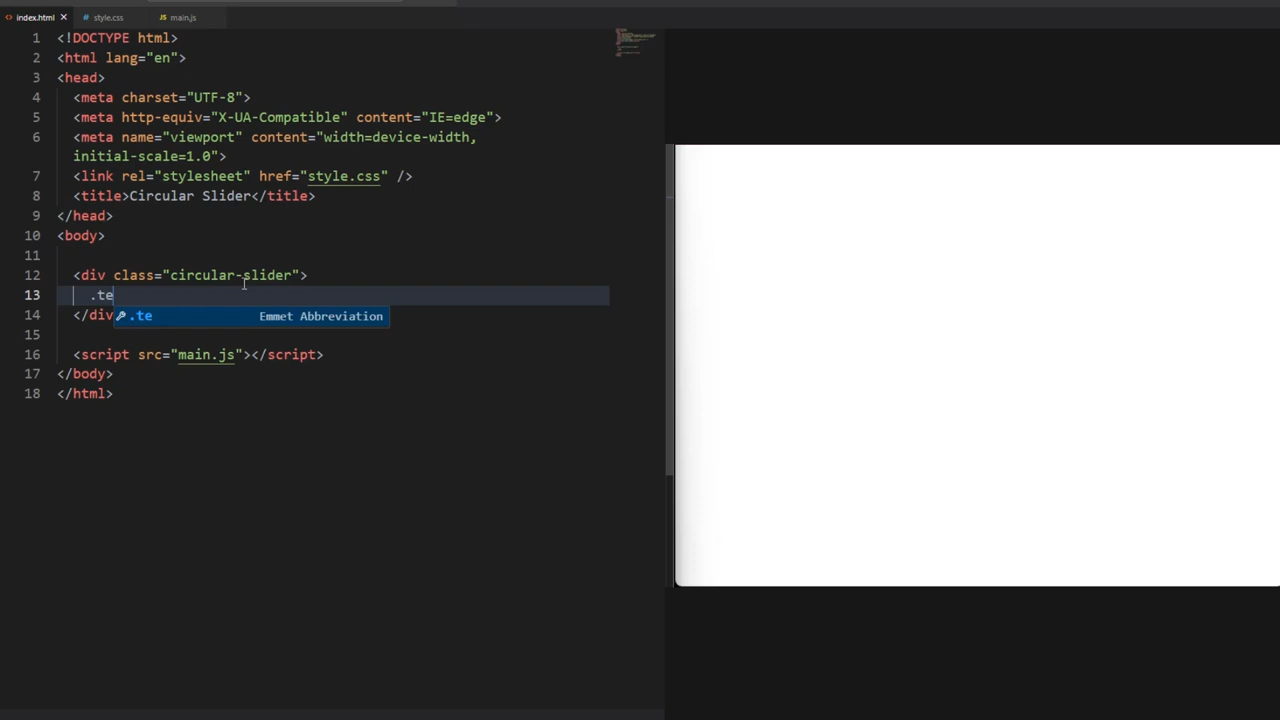 index.html
style.css
main.js
1 <!DOCTYPE html>
2 <html lang="en">
3 <head>
4 <meta charset="UTF-8">
5 <meta http-equiv="X-UA-Compatible" content="IE=edge">
6 <meta name="viewport" content="width=device-width,
initial-scale=1.0">
7 <link rel="stylesheet" href="style.css" />
8 <title>Circular Slider</title>
9 </head>
10 <body>
11
12 <div class="circular-slider">
13 .te
14 </div
.te Emmet Abbreviation
15
16 <script src="main.js"></script>
17 </body>
18 </html>